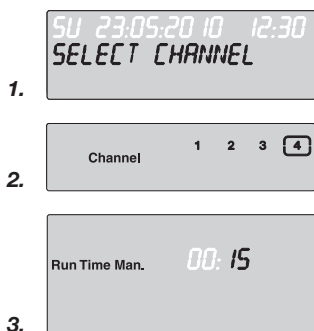 SU 23:05:2010 12:30
SELECT CHANNEL
1.
Channel 1 2 3 4
2.
Run Time Man. 00:15
3.